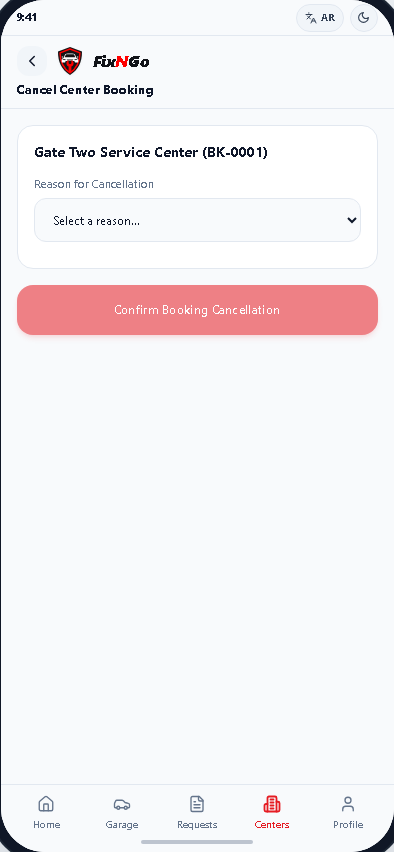 9:41
AR
FixNGo
Cancel Center Booking
Gate Two Service Center (BK-0001)
Reason for Cancellation
Select a reason...
Confirm Booking Cancellation
Home
Garage
Requests
Centers
Profile